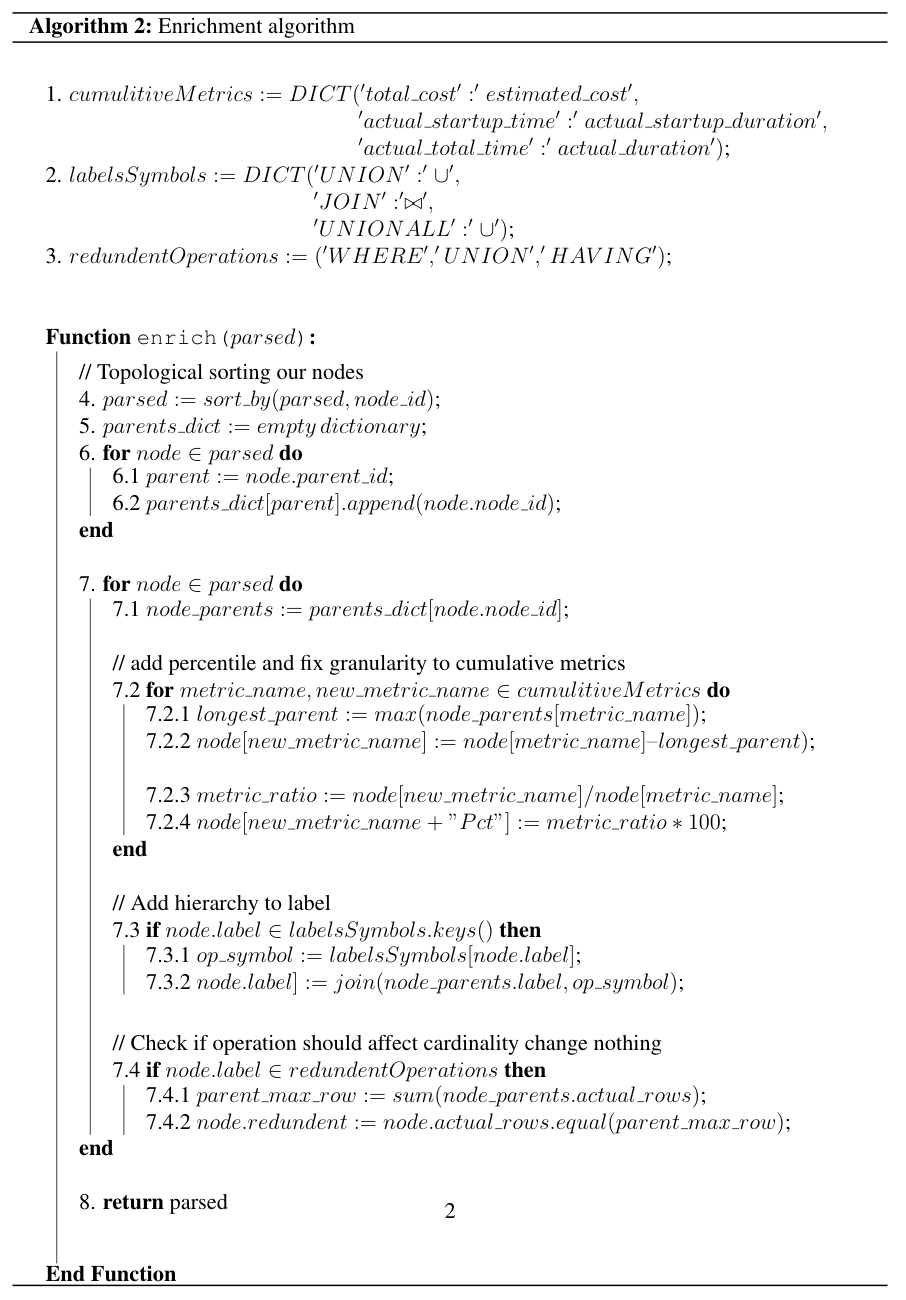 Algorithm 2: Enrichment algorithm
1. cumulitiveMetrics := DICT('total_cost' :' estimated_cost',
'actual_startup_time' :' actual_startup_duration',
'actual_total_time' :' actual_duration');
2. labelsSymbols := DICT('UNION' :' ∪',
'JOIN' :'⋈',
'UNIONALL' :' ∪');
3. redundentOperations := ('WHERE',' UNION',' HAVING');
Function enrich(parsed):
// Topological sorting our nodes
4. parsed := sort_by(parsed, node_id);
5. parents_dict := empty dictionary;
6. for node ∈ parsed do
6.1 parent := node.parent_id;
6.2 parents_dict[parent].append(node.node_id);
end
7. for node ∈ parsed do
7.1 node_parents := parents_dict[node.node_id];
// add percentile and fix granularity to cumulative metrics
7.2 for metric_name, new_metric_name ∈ cumulitiveMetrics do
7.2.1 longest_parent := max(node_parents[metric_name]);
7.2.2 node[new_metric_name] := node[metric_name]–longest_parent);
7.2.3 metric_ratio := node[new_metric_name]/node[metric_name];
7.2.4 node[new_metric_name + ”Pct”] := metric_ratio * 100;
end
// Add hierarchy to label
7.3 if node.label ∈ labelsSymbols.keys() then
7.3.1 op_symbol := labelsSymbols[node.label];
7.3.2 node.label] := join(node_parents.label, op_symbol);
// Check if operation should affect cardinality change nothing
7.4 if node.label ∈ redundentOperations then
7.4.1 parent_max_row := sum(node_parents.actual_rows);
7.4.2 node.redundent := node.actual_rows.equal(parent_max_row);
end
8. return parsed
2
End Function